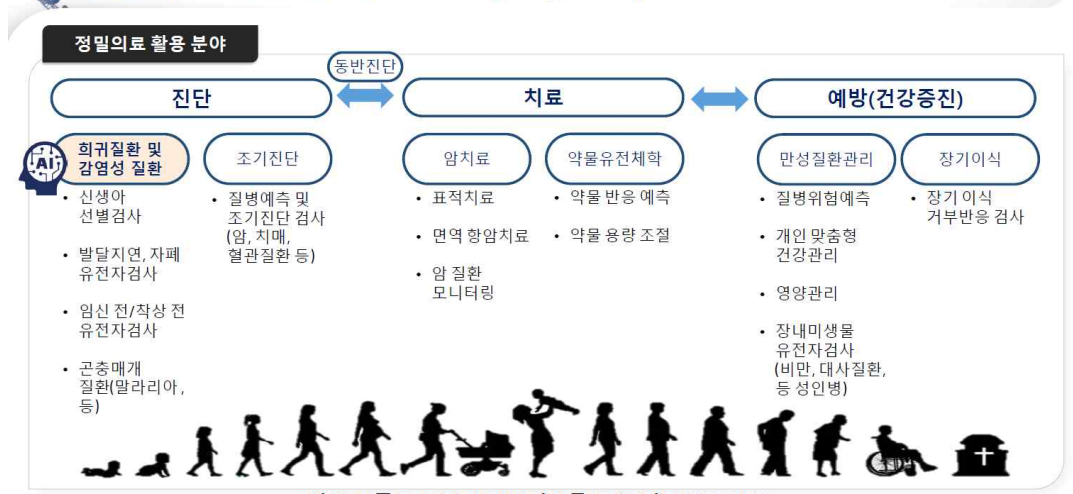 정밀의료 활용 분야
동반진단
진단
치료
예방(건강증진)
AI
희귀질환 및
감염성 질환
• 신생아
선별검사
• 발달지연, 자폐
유전자검사
• 임신 전/착상 전
유전자검사
• 곤충매개
질환(말라리아,
등)
조기진단
• 질병예측 및
조기진단 검사
(암, 치매,
혈관질환 등)
암치료
• 표적치료
• 면역 항암치료
• 암 질환
모니터링
약물유전체학
• 약물 반응 예측
• 약물 용량 조절
만성질환관리
• 질병위험예측
• 개인 맞춤형
건강관리
• 영양관리
• 장내미생물
유전자검사
(비만, 대사질환,
등 성인병)
장기이식
• 장기 이식
거부반응 검사